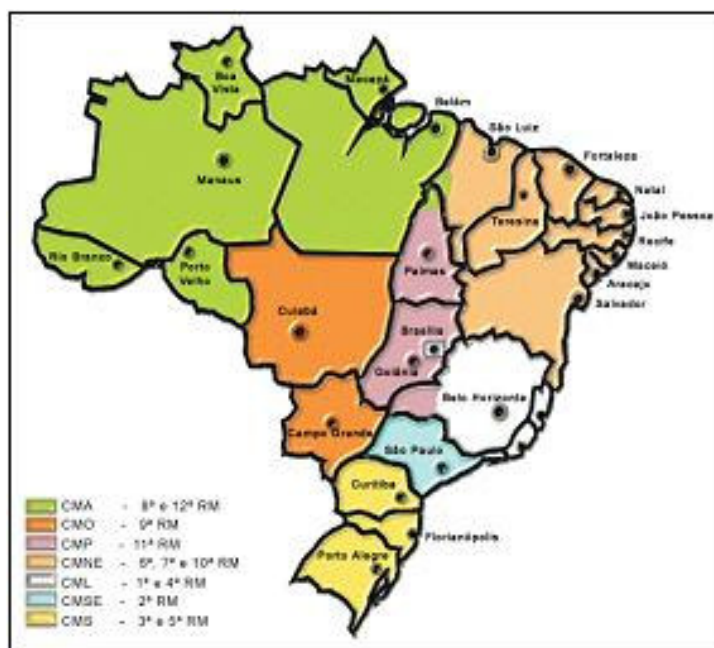 Boa
Vista
Macapá
Belém
São Luiz
Fortaleza
Manaus
Natal
Teresina
João Pessoa
Recife
Rio Branco
Porto
Velho
Palmas
Maceió
Aracaju
Salvador
Cuiabá
Brasília
Goiânia
Belo Horizonte
Campo Grande
São Paulo
Curitiba
Florianópolis
Porto Alegre
CMA - 8ª e 12ª RM
CMO - 9ª RM
CMP - 11ª RM
CMNE - 6ª, 7ª e 10ª RM
CML - 1ª e 4ª RM
CMSE - 2ª RM
CMS - 3ª e 5ª RM